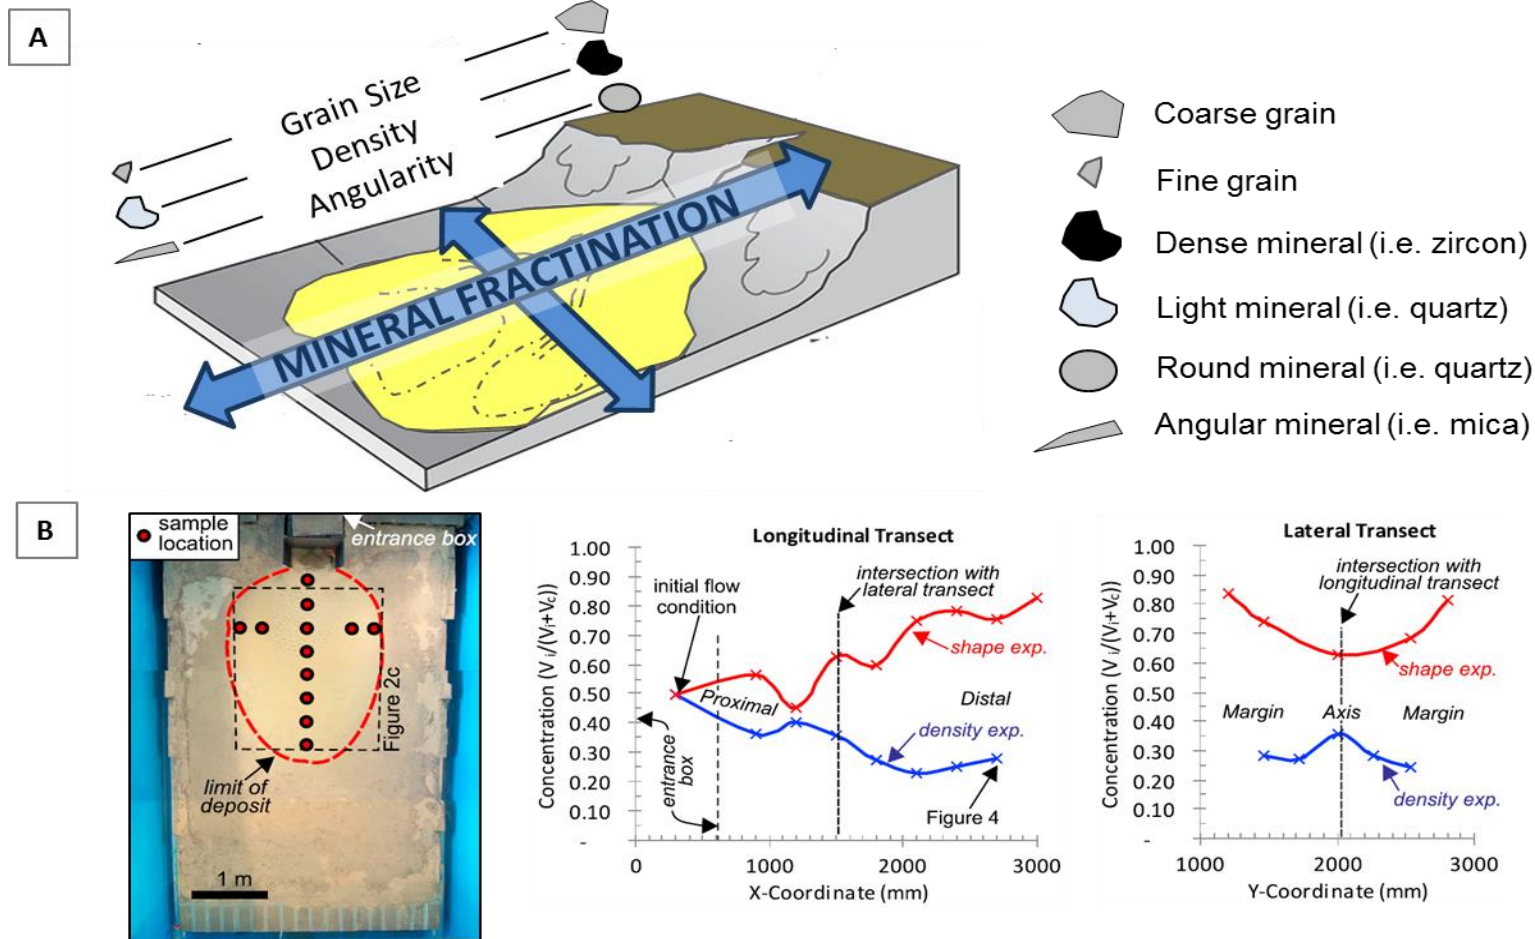 A
Grain Size
Density
Angularity
MINERAL FRACTINATION
Coarse grain
Fine grain
Dense mineral (i.e. zircon)
Light mineral (i.e. quartz)
Round mineral (i.e. quartz)
Angular mineral (i.e. mica)
B
sample
location
entrance box
Figure 2c
limit of
deposit
1 m
Longitudinal Transect
Concentration (V i/(Vi+Vc))
1.00
0.90
0.80
0.70
0.60
0.50
0.40
0.30
0.20
0.10
-
initial flow
condition
intersection with
lateral transect
shape exp.
Proximal
Distal
density exp.
entrance
box
Figure 4
0
1000
2000
3000
X-Coordinate (mm)
Lateral Transect
Concentration (V i/(Vi+Vc))
1.00
0.90
0.80
0.70
0.60
0.50
0.40
0.30
0.20
0.10
-
intersection with
longitudinal transect
shape exp.
Margin
Axis
Margin
density exp.
1000
2000
3000
Y-Coordinate (mm)